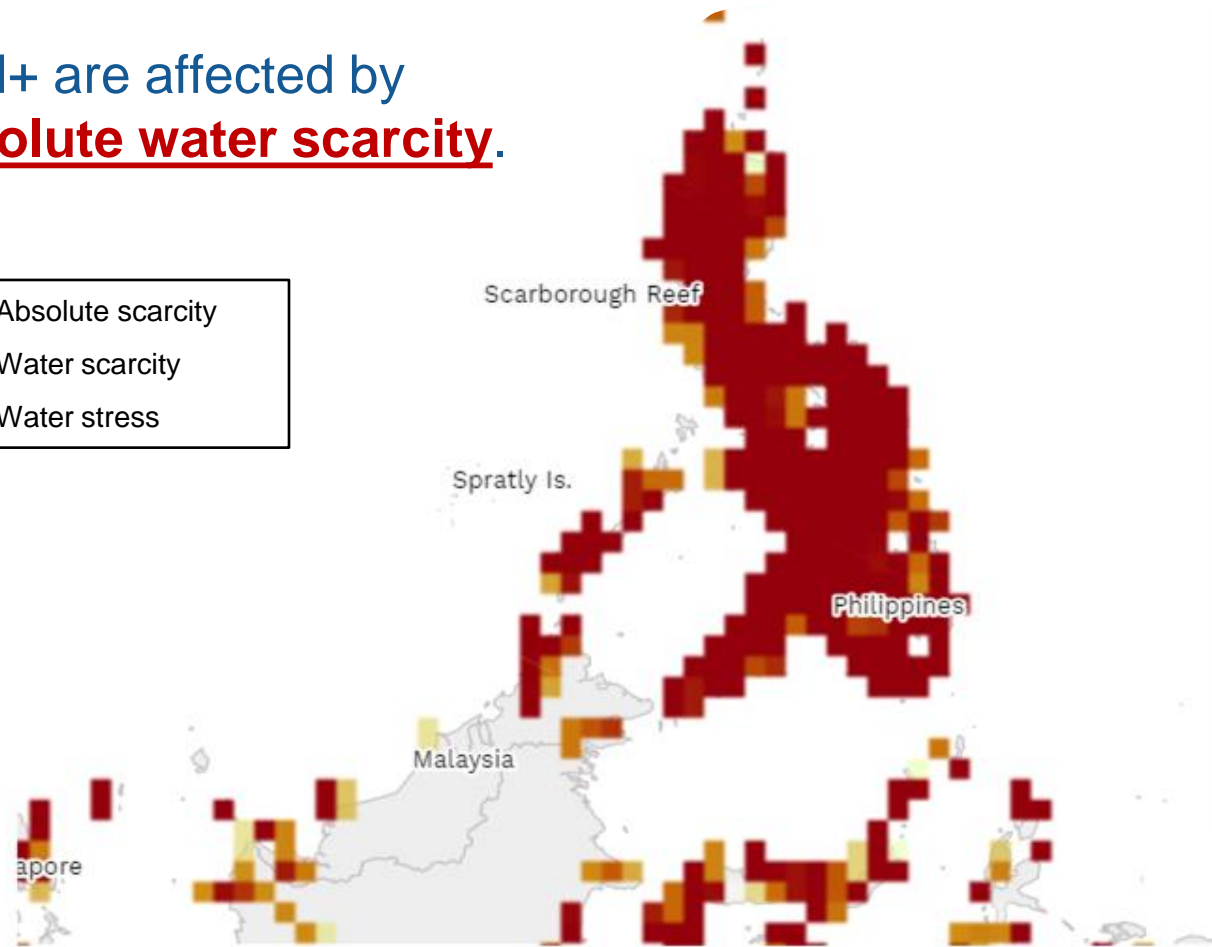 l+ are affected by
olute water scarcity.
Absolute scarcity
Water scarcity
Water stress
Scarborough Reef
Spratly Is.
Philippines
Malaysia
apore